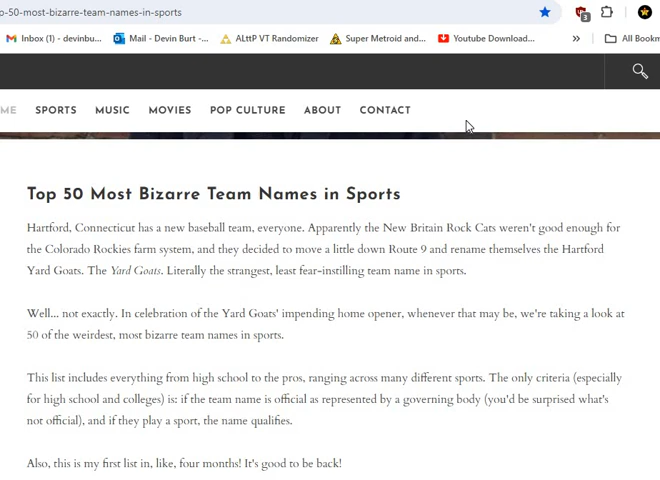 p-50-most-bizarre-team-names-in-sports
3
Inbox (1) - devinbu... Mail - Devin Burt -... ALttP VT Randomizer Super Metroid and... Youtube Download... » All Bookm
ME SPORTS MUSIC MOVIES POP CULTURE ABOUT CONTACT
Top 50 Most Bizarre Team Names in Sports
Hartford, Connecticut has a new baseball team, everyone. Apparently the New Britain Rock Cats weren't good enough for
the Colorado Rockies farm system, and they decided to move a little down Route 9 and rename themselves the Hartford
Yard Goats. The Yard Goats. Literally the strangest, least fear-instilling team name in sports.
Well... not exactly. In celebration of the Yard Goats' impending home opener, whenever that may be, we're taking a look at
50 of the weirdest, most bizarre team names in sports.
This list includes everything from high school to the pros, ranging across many different sports. The only criteria (especially
for high school and colleges) is: if the team name is official as represented by a governing body (you'd be surprised what's
not official), and if they play a sport, the name qualifies.
Also, this is my first list in, like, four months! It's good to be back!